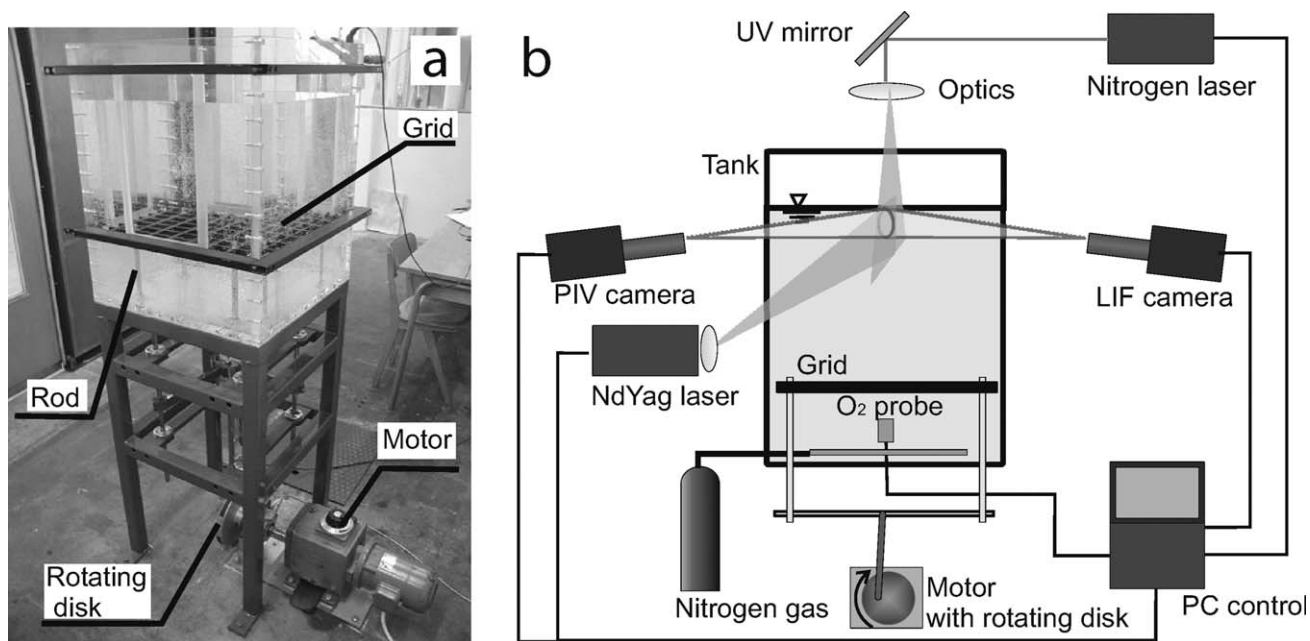 a
Grid
Rod
Motor
Rotating
disk
b
UV mirror
Nitrogen laser
Optics
Tank
PIV camera
LIF camera
NdYag laser
Grid
O2 probe
Nitrogen gas
Motor
with rotating disk
PC control